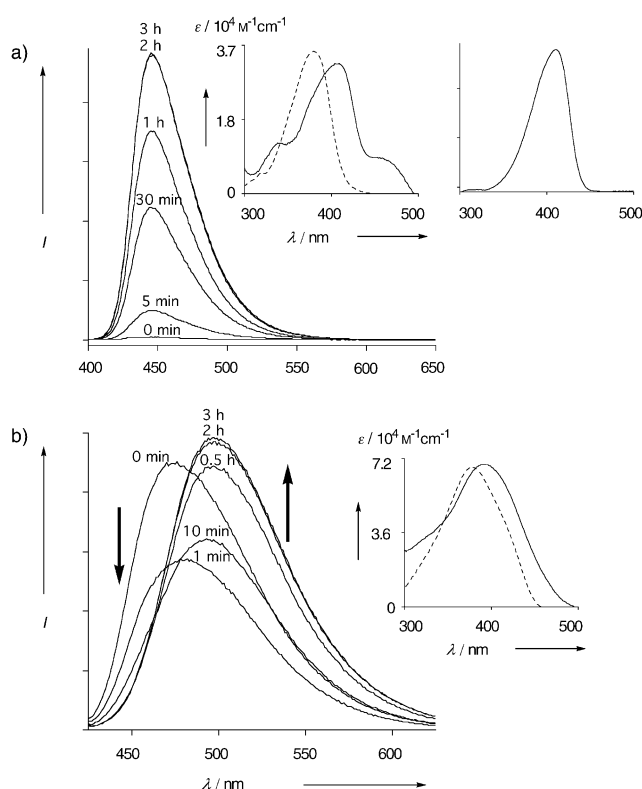 a)
3 h
2 h
1 h
30 min
5 min
0 min
I
400 450 500 550 600 650
ε / 10⁴ M⁻¹cm⁻¹
3.7
1.8
0
300 400 500
λ / nm
300 400 500
b)
3 h
2 h
0 min
0.5 h
10 min
1 min
I
450 500 550 600
λ / nm
ε / 10⁴ M⁻¹cm⁻¹
7.2
3.6
0
300 400 500
λ / nm